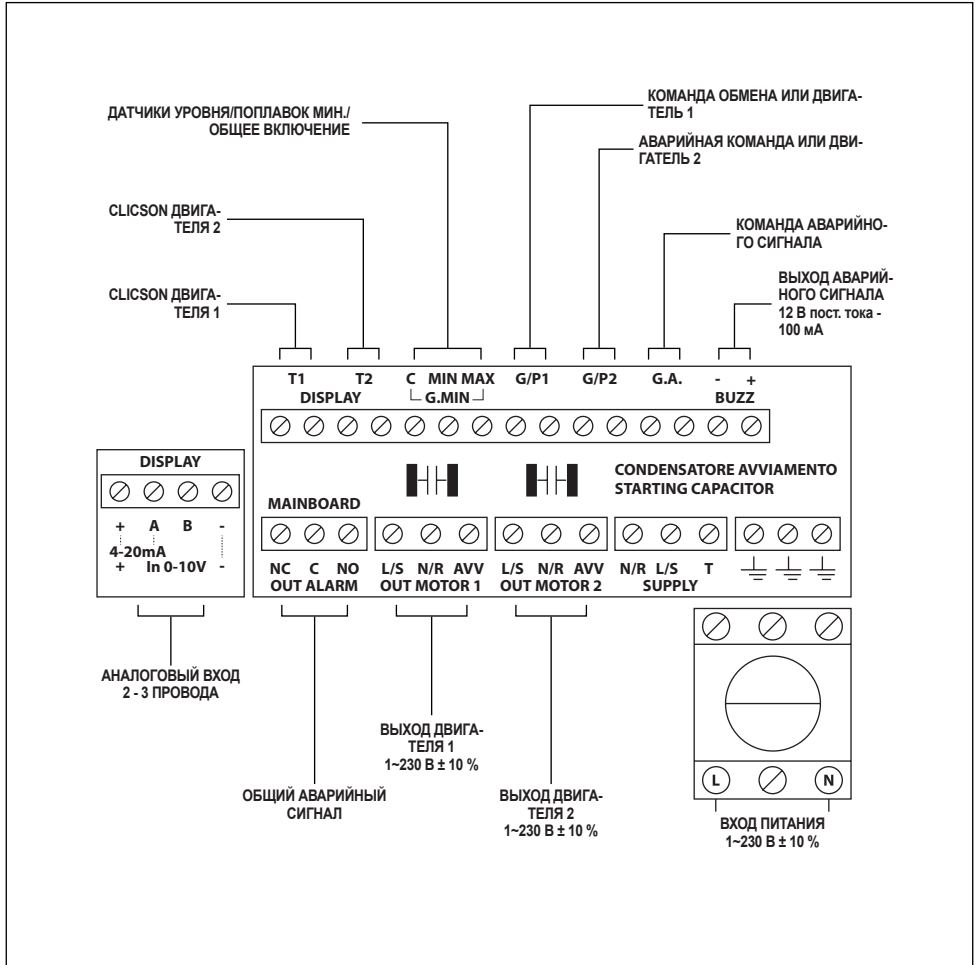 ДАТЧИКИ УРОВНЯ/ПОПЛАВОК МИН./
ОБЩЕЕ ВКЛЮЧЕНИЕ
CLICSON ДВИГА-
ТЕЛЯ 2
CLICSON ДВИГА-
ТЕЛЯ 1
КОМАНДА ОБМЕНА ИЛИ ДВИГА-
ТЕЛЬ 1
АВАРИЙНАЯ КОМАНДА ИЛИ ДВИ-
ГАТЕЛЬ 2
КОМАНДА АВАРИЙНО-
ГО СИГНАЛА
ВЫХОД АВАРИЙ-
НОГО СИГНАЛА
12 В пост. тока -
100 мА
T1 T2 C MIN MAX G/P1 G/P2 G.A. - +
DISPLAY G.MIN BUZZ
DISPLAY
+ A B -
4-20mA
+ In 0-10V -
CONDENSATORE AVVIAMENTO
STARTING CAPACITOR
MAINBOARD
NC C NO L/S N/R AVV L/S N/R AVV N/R L/S T
OUT ALARM OUT MOTOR 1 OUT MOTOR 2 SUPPLY
АНАЛОГОВЫЙ ВХОД
2 - 3 ПРОВОДА
ОБЩИЙ АВАРИЙНЫЙ
СИГНАЛ
ВЫХОД ДВИГА-
ТЕЛЯ 1
1~230 В ± 10 %
ВЫХОД ДВИГА-
ТЕЛЯ 2
1~230 В ± 10 %
L N
ВХОД ПИТАНИЯ
1~230 В ± 10 %